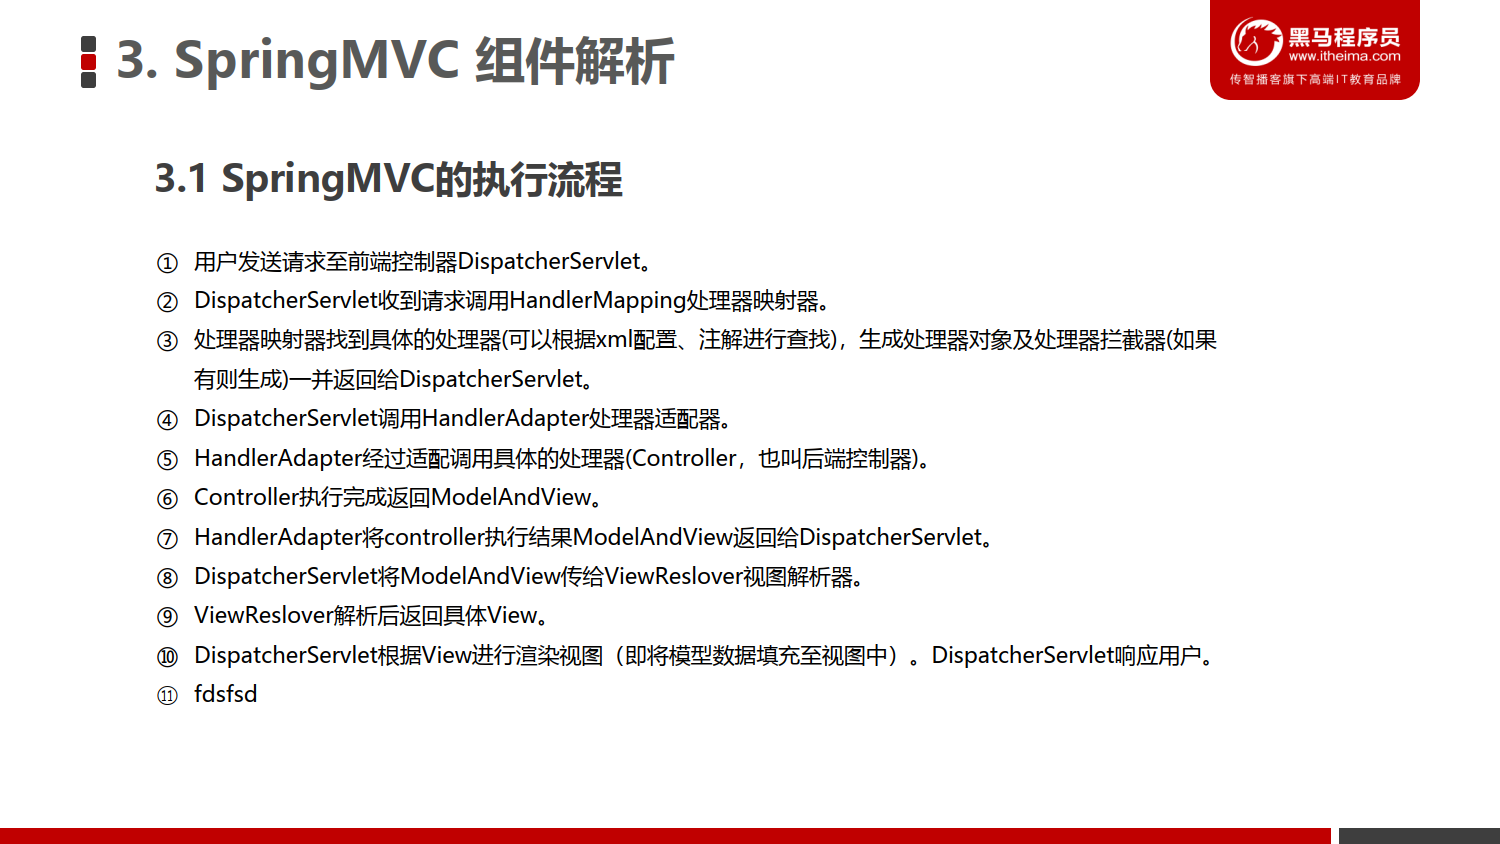 3. SpringMVC 组件解析
黑马程序员
www.itheima.com
传智播客旗下高端IT教育品牌
3.1 SpringMVC的执行流程
① 用户发送请求至前端控制器DispatcherServlet。
② DispatcherServlet收到请求调用HandlerMapping处理器映射器。
③ 处理器映射器找到具体的处理器(可以根据xml配置、注解进行查找)，生成处理器对象及处理器拦截器(如果
有则生成)一并返回给DispatcherServlet。
④ DispatcherServlet调用HandlerAdapter处理器适配器。
⑤ HandlerAdapter经过适配调用具体的处理器(Controller，也叫后端控制器)。
⑥ Controller执行完成返回ModelAndView。
⑦ HandlerAdapter将controller执行结果ModelAndView返回给DispatcherServlet。
⑧ DispatcherServlet将ModelAndView传给ViewReslover视图解析器。
⑨ ViewReslover解析后返回具体View。
⑩ DispatcherServlet根据View进行渲染视图（即将模型数据填充至视图中）。DispatcherServlet响应用户。
⑪ fdsfsd